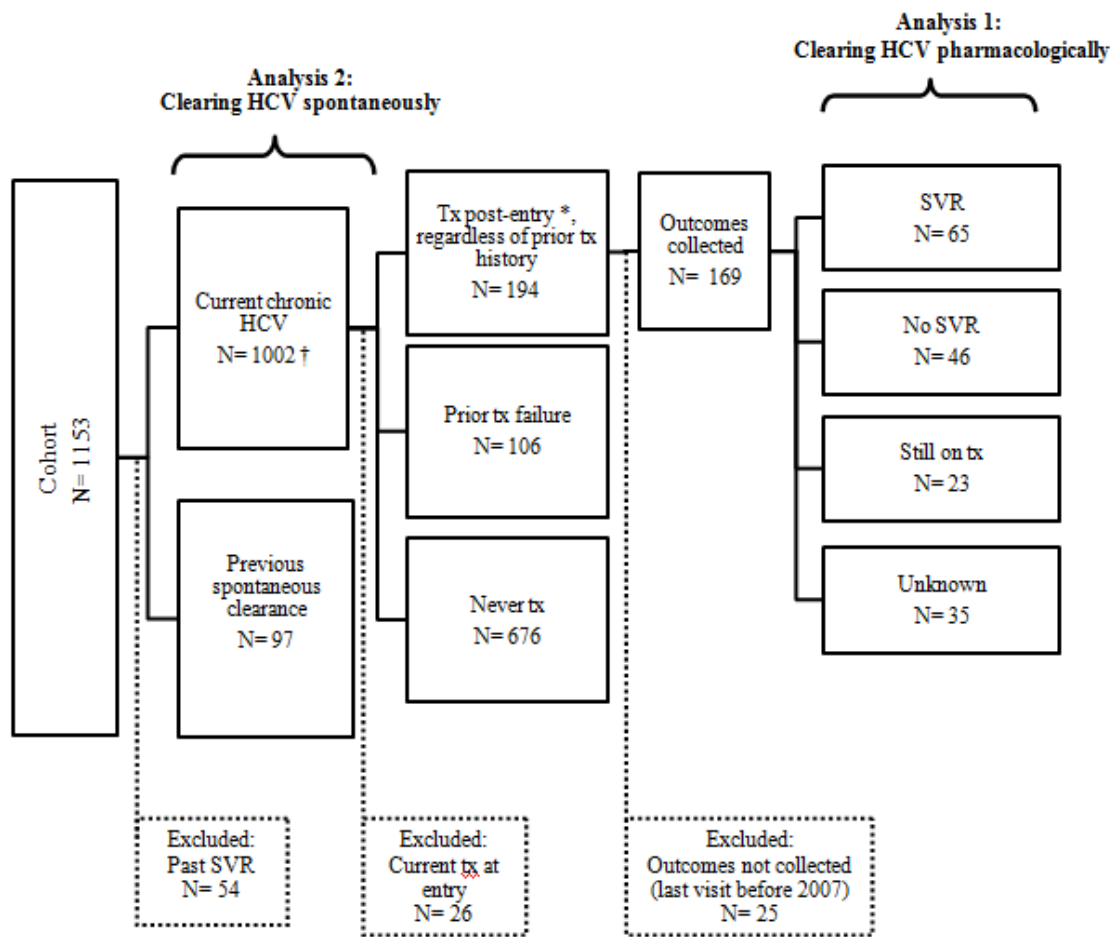 Analysis 1:
Clearing HCV pharmacologically
Analysis 2:
Clearing HCV spontaneously
Cohort
N= 1153
Current chronic
HCV
N= 1002 †
Previous
spontaneous
clearance
N= 97
Tx post-entry *,
regardless of prior tx
history
N= 194
Prior tx failure
N= 106
Never tx
N= 676
Outcomes
collected
N= 169
SVR
N= 65
No SVR
N= 46
Still on tx
N= 23
Unknown
N= 35
Excluded:
Past SVR
N= 54
Excluded:
Current tx at
entry
N= 26
Excluded:
Outcomes not collected
(last visit before 2007)
N= 25